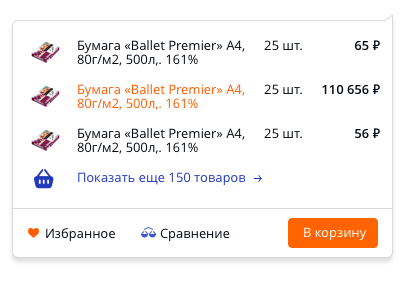 Бумага «Ballet Premier» А4, 25 шт. 65 ₽
80г/м2, 500л,. 161%
Бумага «Ballet Premier» А4, 25 шт. 110 656 ₽
80г/м2, 500л,. 161%
Бумага «Ballet Premier» А4, 25 шт. 56 ₽
80г/м2, 500л,. 161%
Показать еще 150 товаров →
Избранное Сравнение В корзину